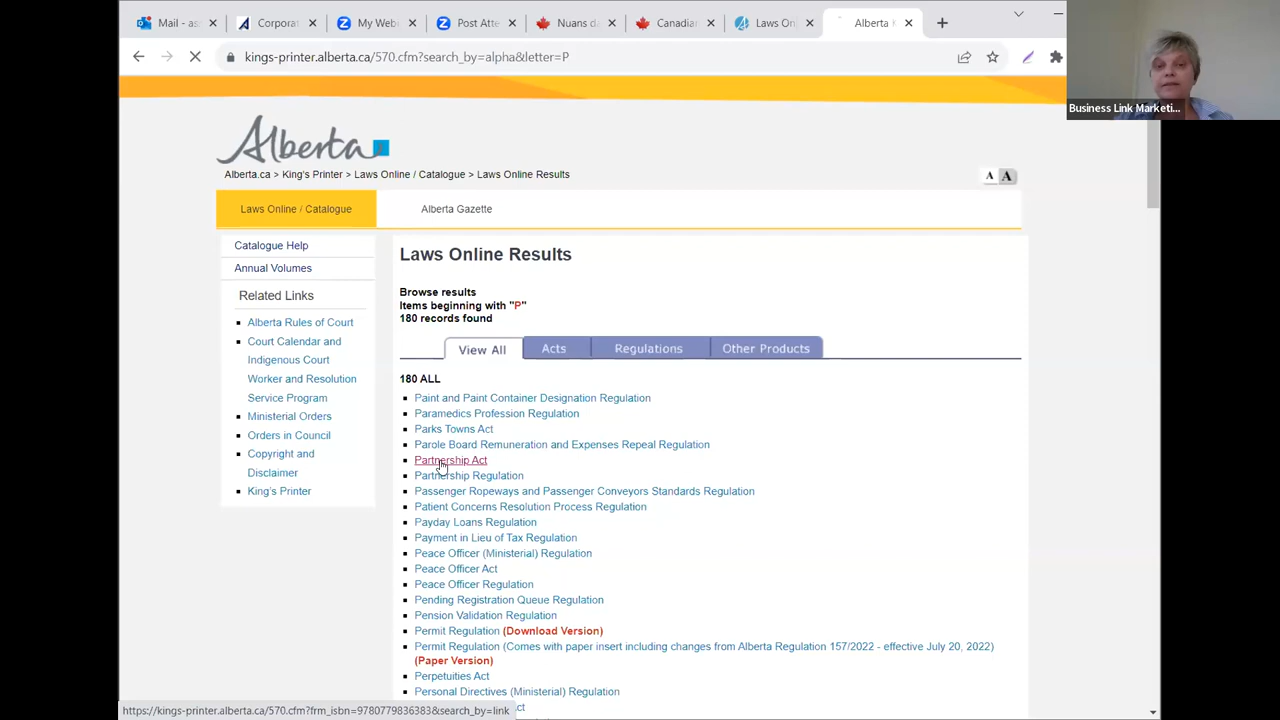 Mail - as
Corporat
My Web
Post Atte
Nuans d
Canadian
Laws On
Alberta
kings-printer.alberta.ca/570.cfm?search_by=alpha&letter=P
Business Link Marketi...
Alberta
Alberta.ca > King's Printer > Laws Online / Catalogue > Laws Online Results
A A
Laws Online / Catalogue
Alberta Gazette
Catalogue Help
Annual Volumes
Related Links
Alberta Rules of Court
Court Calendar and
Indigenous Court
Worker and Resolution
Service Program
Ministerial Orders
Orders in Council
Copyright and
Disclaimer
King's Printer
Laws Online Results
Browse results
Items beginning with "P"
180 records found
View All
Acts
Regulations
Other Products
180 ALL
Paint and Paint Container Designation Regulation
Paramedics Profession Regulation
Parks Towns Act
Parole Board Remuneration and Expenses Repeal Regulation
Partnership Act
Partnership Regulation
Passenger Ropeways and Passenger Conveyors Standards Regulation
Patient Concerns Resolution Process Regulation
Payday Loans Regulation
Payment in Lieu of Tax Regulation
Peace Officer (Ministerial) Regulation
Peace Officer Act
Peace Officer Regulation
Pending Registration Queue Regulation
Pension Validation Regulation
Permit Regulation (Download Version)
Permit Regulation (Comes with paper insert including changes from Alberta Regulation 157/2022 - effective July 20, 2022)
(Paper Version)
Perpetuities Act
Personal Directives (Ministerial) Regulation
ct
https://kings-printer.alberta.ca/570.cfm?frm_isbn=9780779836383&search_by=link